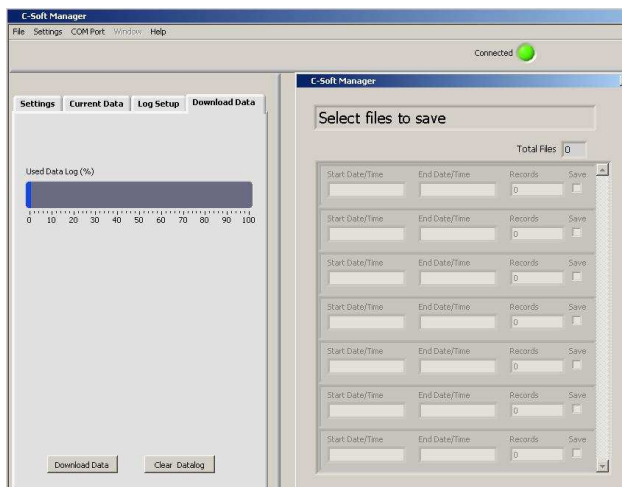 C-Soft Manager
File Settings COM Port Window Help
Connected
C-Soft Manager
Settings Current Data Log Setup Download Data
Select files to save
Total Files 0
Used Data Log (%)
0 10 20 30 40 50 60 70 80 90 100
Start Date/Time End Date/Time Records Save
0
Start Date/Time End Date/Time Records Save
0
Start Date/Time End Date/Time Records Save
0
Start Date/Time End Date/Time Records Save
0
Start Date/Time End Date/Time Records Save
0
Start Date/Time End Date/Time Records Save
0
Start Date/Time End Date/Time Records Save
0
Download Data Clear Datalog